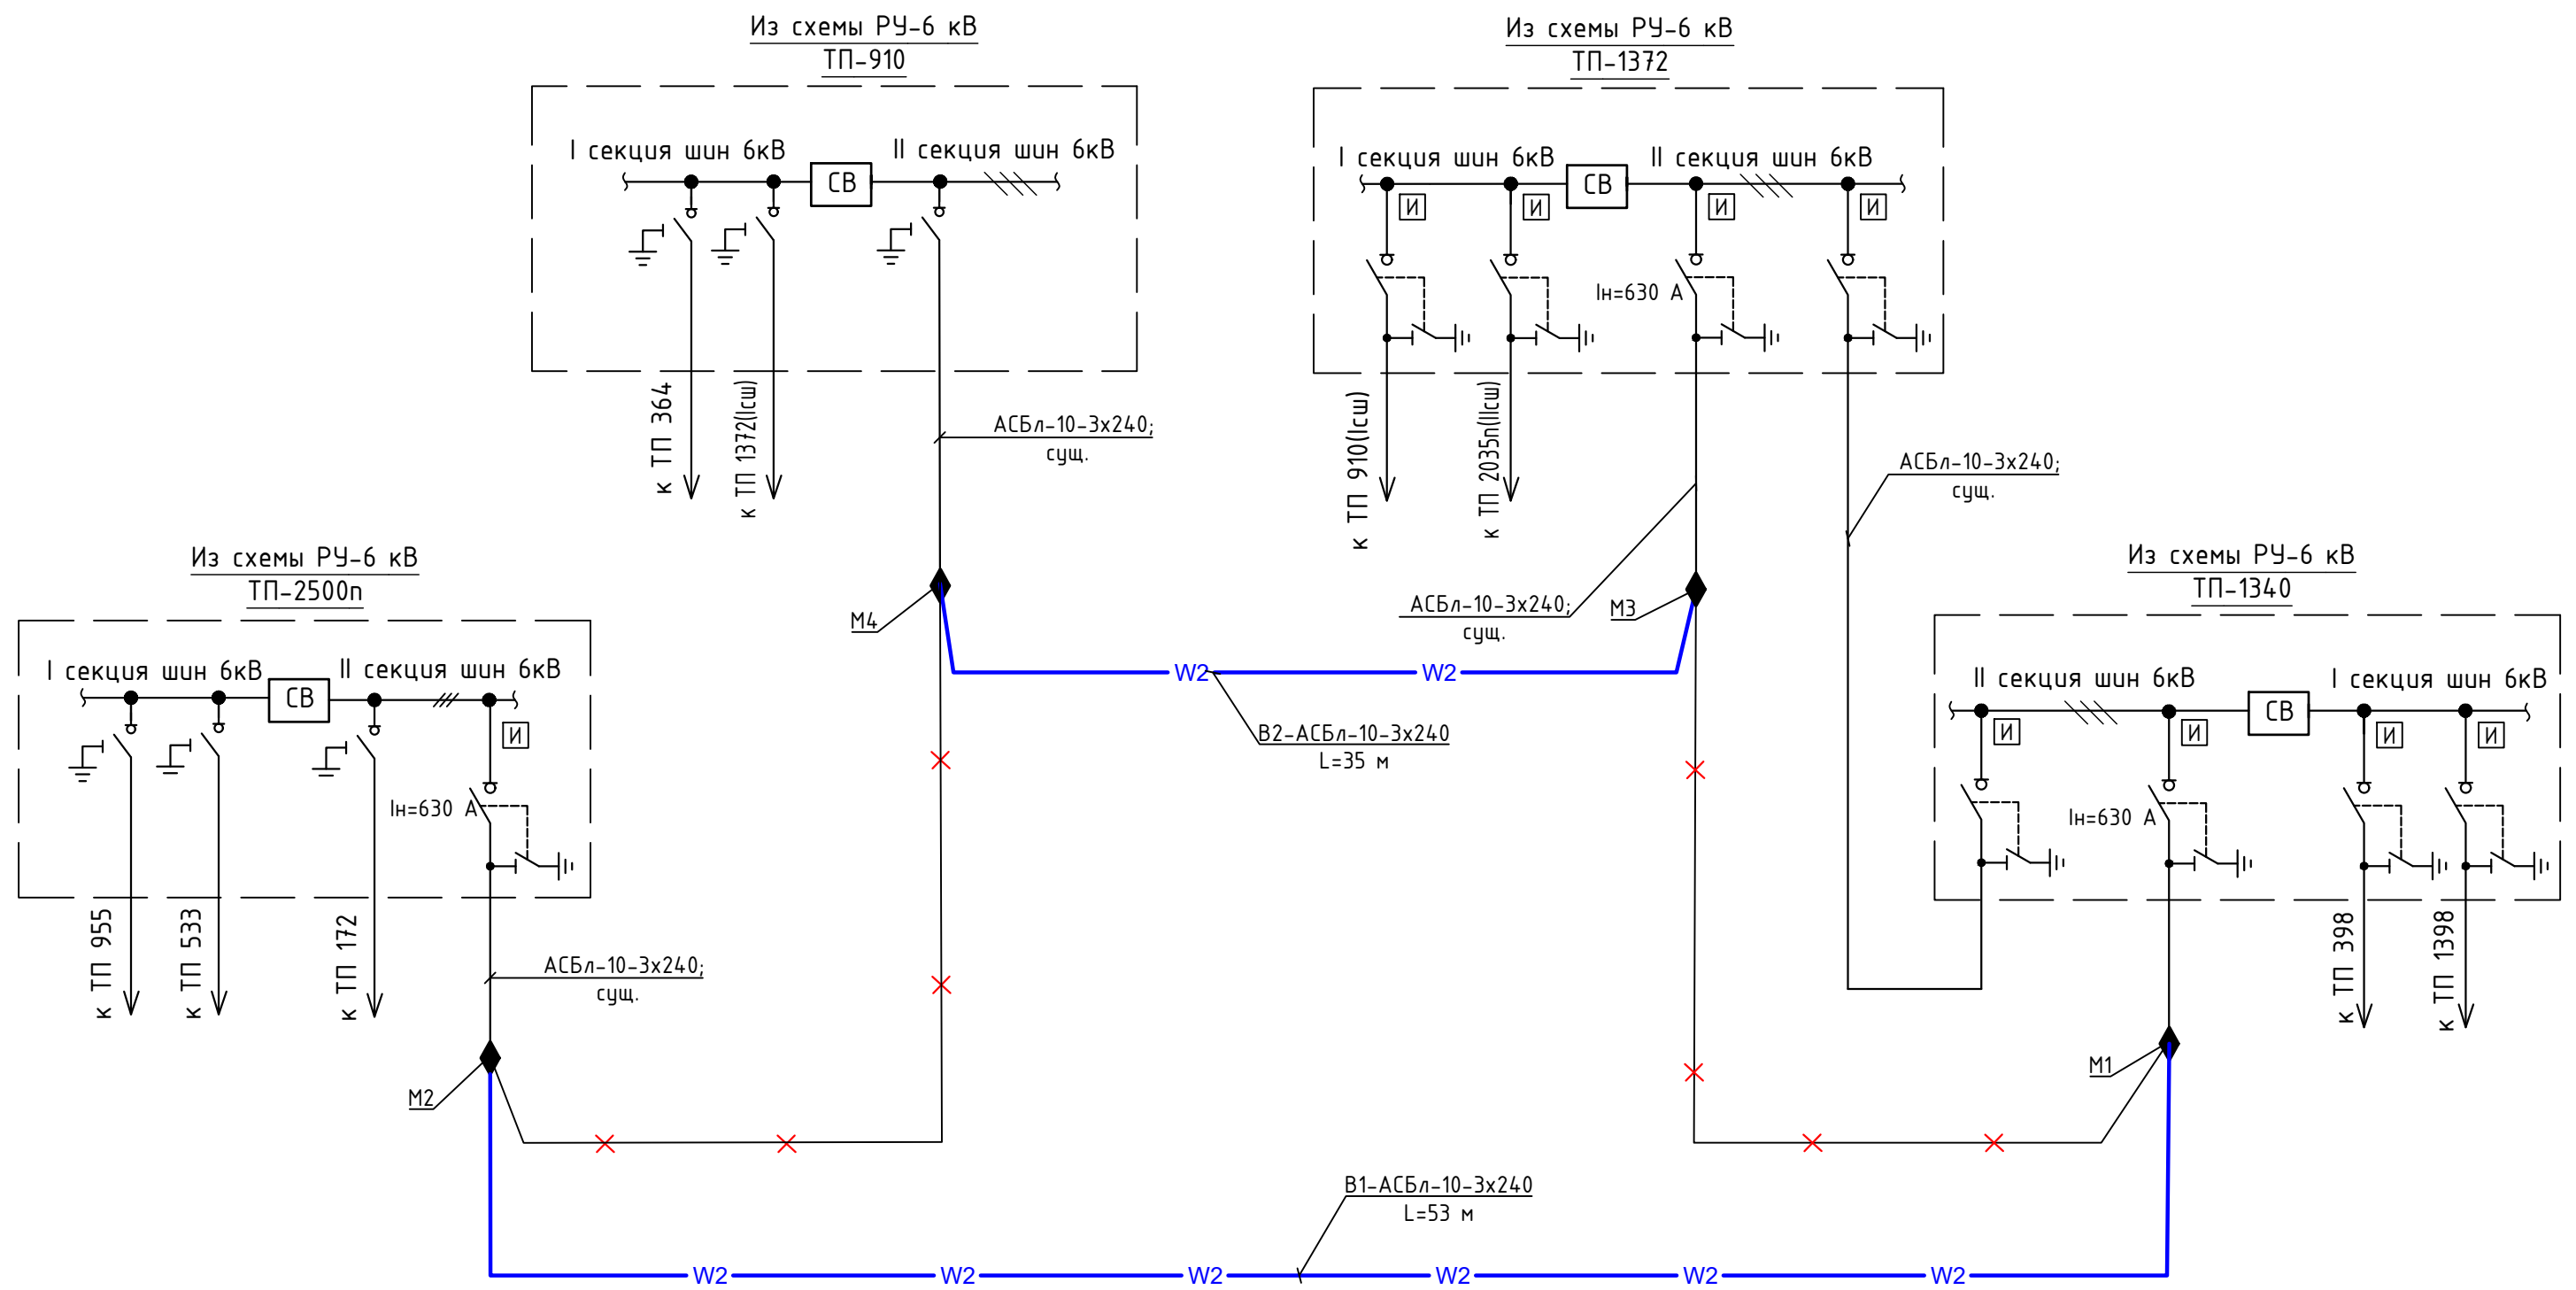 Из схемы РУ-6 кВ
ТП-910
I секция шин 6кВ
СВ
II секция шин 6кВ
к ТП 364
к ТП 1372(Iсш)
АСБл-10-3х240;
сущ.
М4
Из схемы РУ-6 кВ
ТП-1372
I секция шин 6кВ
СВ
II секция шин 6кВ
И
И
И
И
Iн=630 А
к ТП 910(Iсш)
к ТП 2035п(IIсш)
АСБл-10-3х240;
сущ.
М3
АСБл-10-3х240;
сущ.
Из схемы РУ-6 кВ
ТП-2500п
I секция шин 6кВ
СВ
II секция шин 6кВ
И
Iн=630 А
к ТП 955
к ТП 533
к ТП 172
АСБл-10-3х240;
сущ.
М2
W2
W2
В2-АСБл-10-3х240
L=35 м
Из схемы РУ-6 кВ
ТП-1340
II секция шин 6кВ
СВ
I секция шин 6кВ
И
И
И
И
Iн=630 А
к ТП 398
к ТП 1398
М1
В1-АСБл-10-3х240
L=53 м
W2
W2
W2
W2
W2
W2